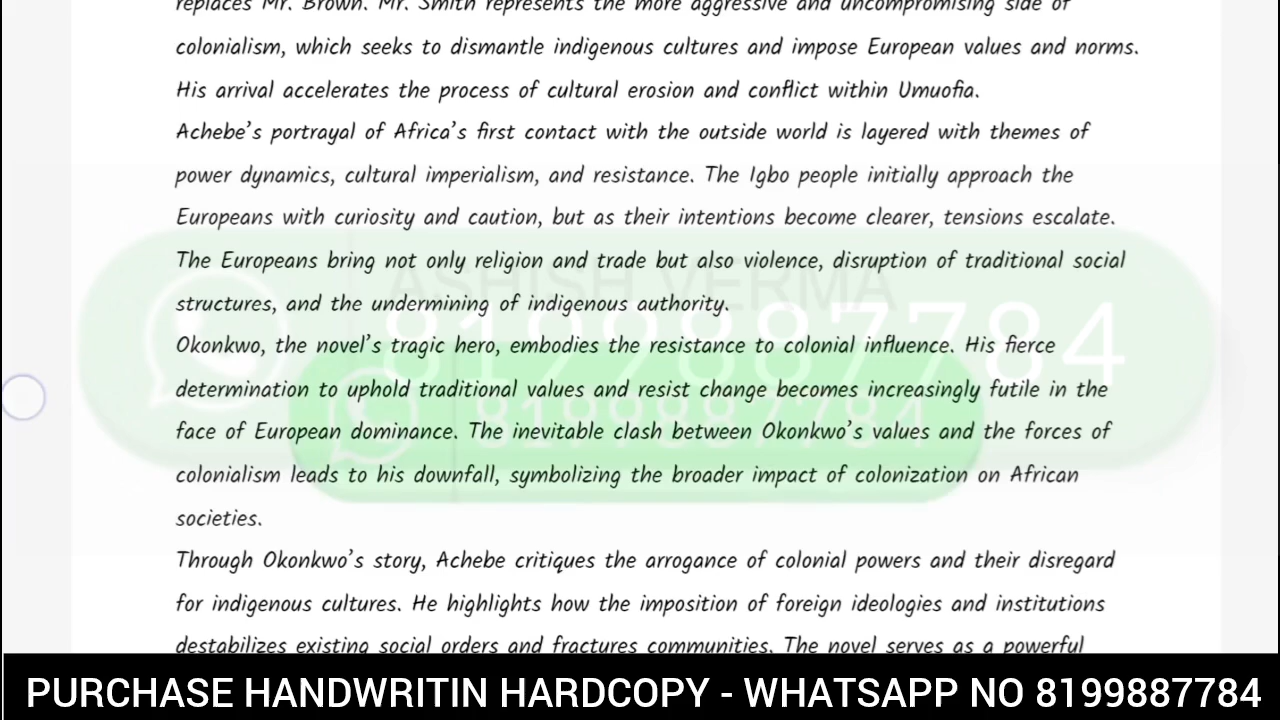 replaces Mr. Brown. Mr. Smith represents the more aggressive and uncompromising side of
colonialism, which seeks to dismantle indigenous cultures and impose European values and norms.
His arrival accelerates the process of cultural erosion and conflict within Umuofia.
Achebe's portrayal of Africa's first contact with the outside world is layered with themes of
power dynamics, cultural imperialism, and resistance. The Igbo people initially approach the
Europeans with curiosity and caution, but as their intentions become clearer, tensions escalate.
The Europeans bring not only religion and trade but also violence, disruption of traditional social
ASHISH VERMA
structures, and the undermining of indigenous authority.
8199887784
Okonkwo, the novel's tragic hero, embodies the resistance to colonial influence. His fierce
determination to uphold traditional values and resist change becomes increasingly futile in the
8199887784
face of European dominance. The inevitable clash between Okonkwo's values and the forces of
colonialism leads to his downfall, symbolizing the broader impact of colonization on African
societies.
Through Okonkwo's story, Achebe critiques the arrogance of colonial powers and their disregard
for indigenous cultures. He highlights how the imposition of foreign ideologies and institutions
destabilizes existing social orders and fractures communities. The novel serves as a powerful
PURCHASE HANDWRITIN HARDCOPY - WHATSAPP NO 8199887784